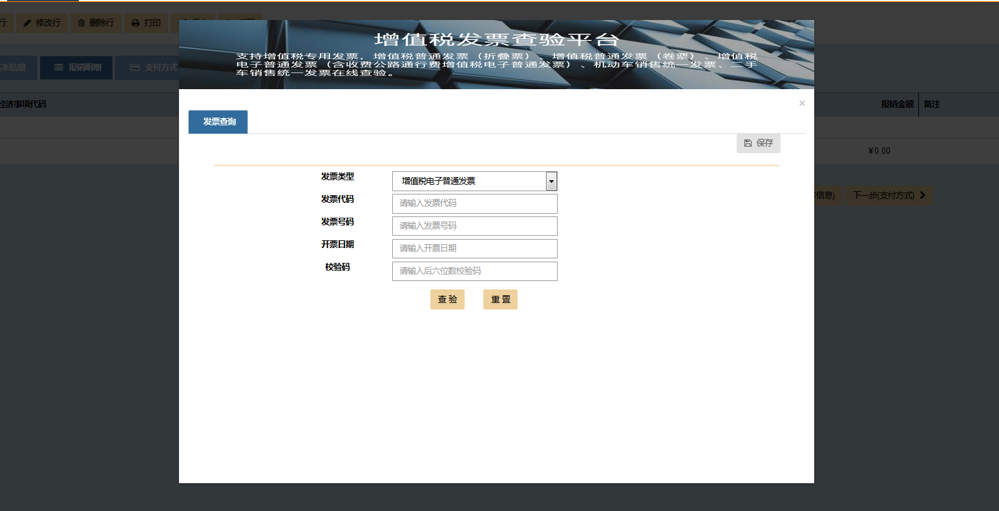 行
修改行
删除行
打印
本信息
报销明细
支付方式
增值税发票查验平台
支持增值税专用发票，增值税普通发票（折叠票）、增值税普通发票（卷票）、增值税
电子普通发票（含收费公路通行费增值税电子普通发票）、机动车销售统一发票、二手
车销售统一发票在线查验。
经济事项代码
报销金额
备注
×
发票查询
保存
¥0.00
发票类型
增值税电子普通发票
发票代码
请输入发票代码
信息)
下一步(支付方式)
发票号码
请输入发票号码
开票日期
请输入开票日期
校验码
请输入后六位数校验码
查 验
重 置